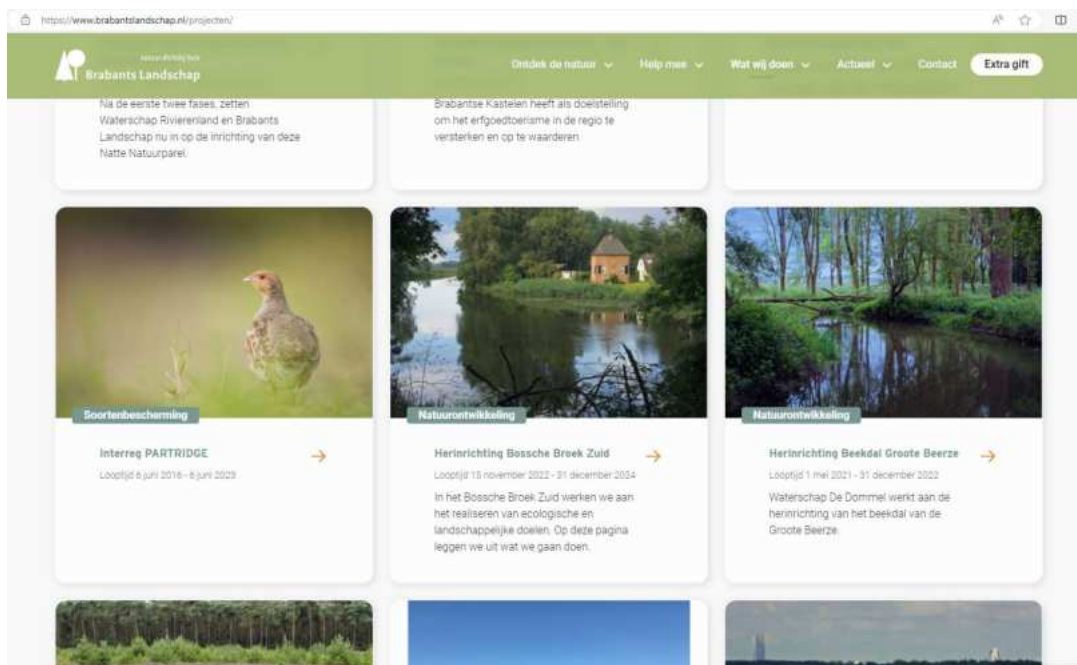 https://www.brabantslandschap.nl/projecten/
Brabants Landschap
Ontdek de natuur
Help mee
Wat wij doen
Actueel
Contact
Extra gift
Na de eerste twee fases, zetten
Waterschap Rivierenland en Brabants
Landschap nu in op de inrichting van deze
Natte Natuurparel.
Brabantse Kastelen heeft als doelstelling
om het erfgoedtoerisme in de regio te
versterken en op te waarderen.
Soortenbescherming
Interreg PARTRIDGE
Looptijd 6 juni 2016 - 6 juni 2023
Natuurontwikkeling
Herinrichting Bossche Broek Zuid
Looptijd 15 november 2022 - 31 december 2024
In het Bossche Broek Zuid werken we aan
het realiseren van ecologische en
landschappelijke doelen. Op deze pagina
leggen we uit wat we gaan doen.
Natuurontwikkeling
Herinrichting Beekdal Groote Beerze
Looptijd 1 mei 2021 - 31 december 2022
Waterschap De Dommel werkt aan de
herinrichting van het beekdal van de
Groote Beerze.